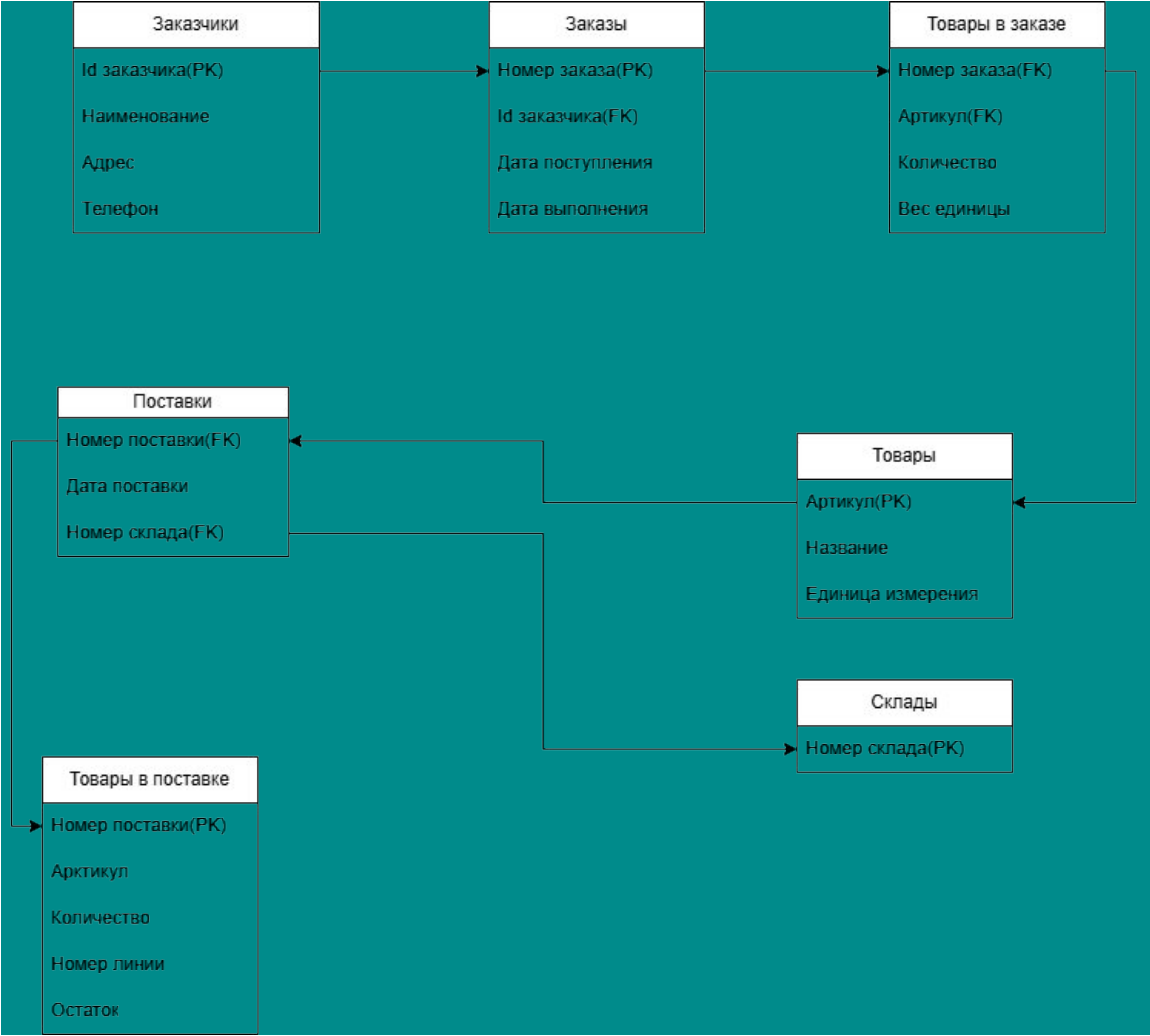 Заказчики
Id заказчика(PK)
Наименование
Адрес
Телефон
Заказы
Номер заказа(PK)
Id заказчика(FK)
Дата поступления
Дата выполнения
Товары в заказе
Номер заказа(FK)
Артикул(FK)
Количество
Вес единицы
Поставки
Номер поставки(FK)
Дата поставки
Номер склада(FK)
Товары
Артикул(PK)
Название
Единица измерения
Склады
Номер склада(PK)
Товары в поставке
Номер поставки(PK)
Арктикул
Количество
Номер линии
Остаток